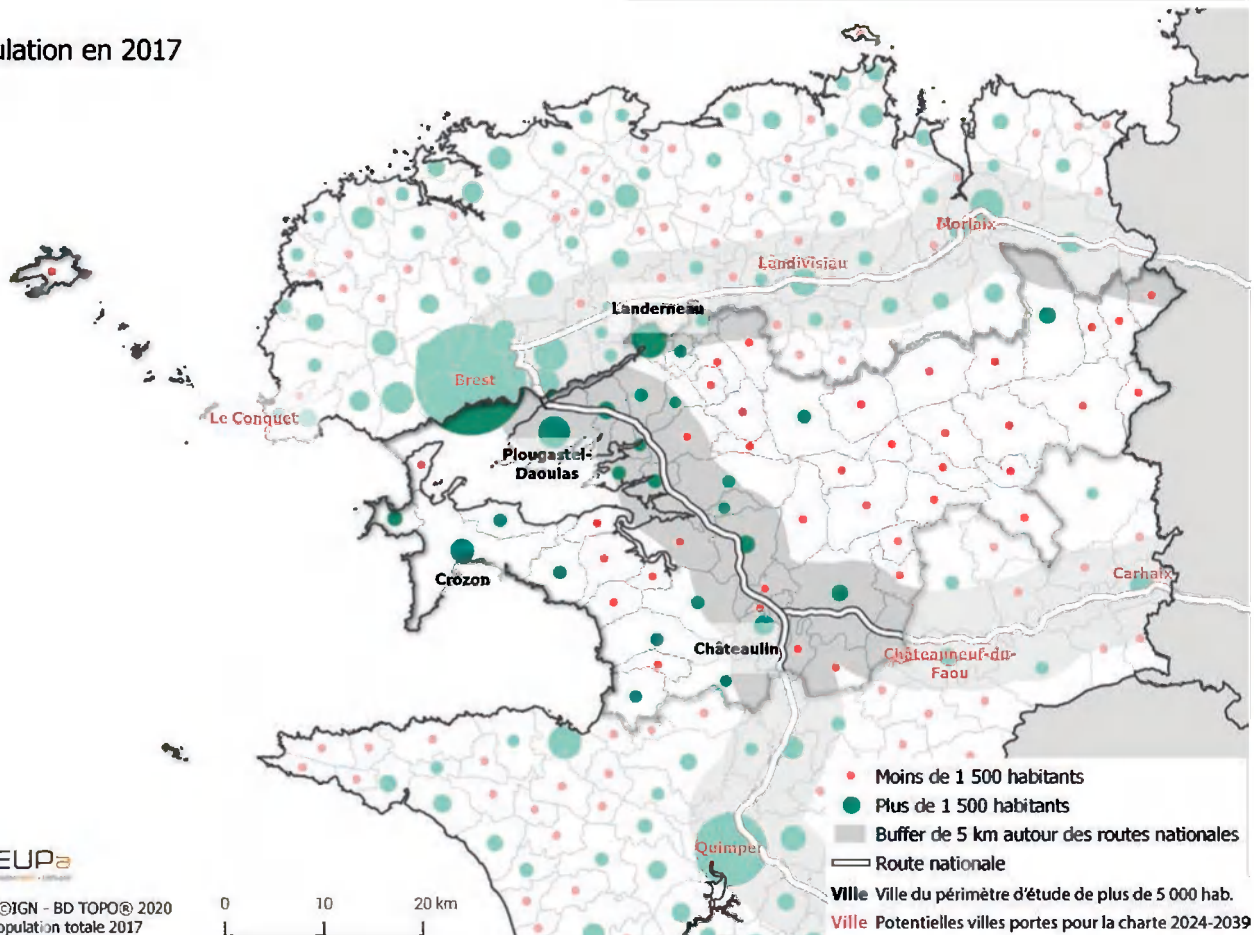 ulation en 2017
Morlaix
Landivisiau
Landerneau
Brest
Le Conquet
Plougastel-
Daoulas
Crozon
Carhaix
Châteaulin
Châteauneuf-du-
Faou
Quimper
Moins de 1 500 habitants
Plus de 1 500 habitants
Buffer de 5 km autour des routes nationales
Route nationale
Ville Ville du périmètre d'étude de plus de 5 000 hab.
Ville Potentielles villes portes pour la charte 2024-2039
EUPa
©IGN - BD TOPO® 2020
opulation totale 2017
0 10 20 km